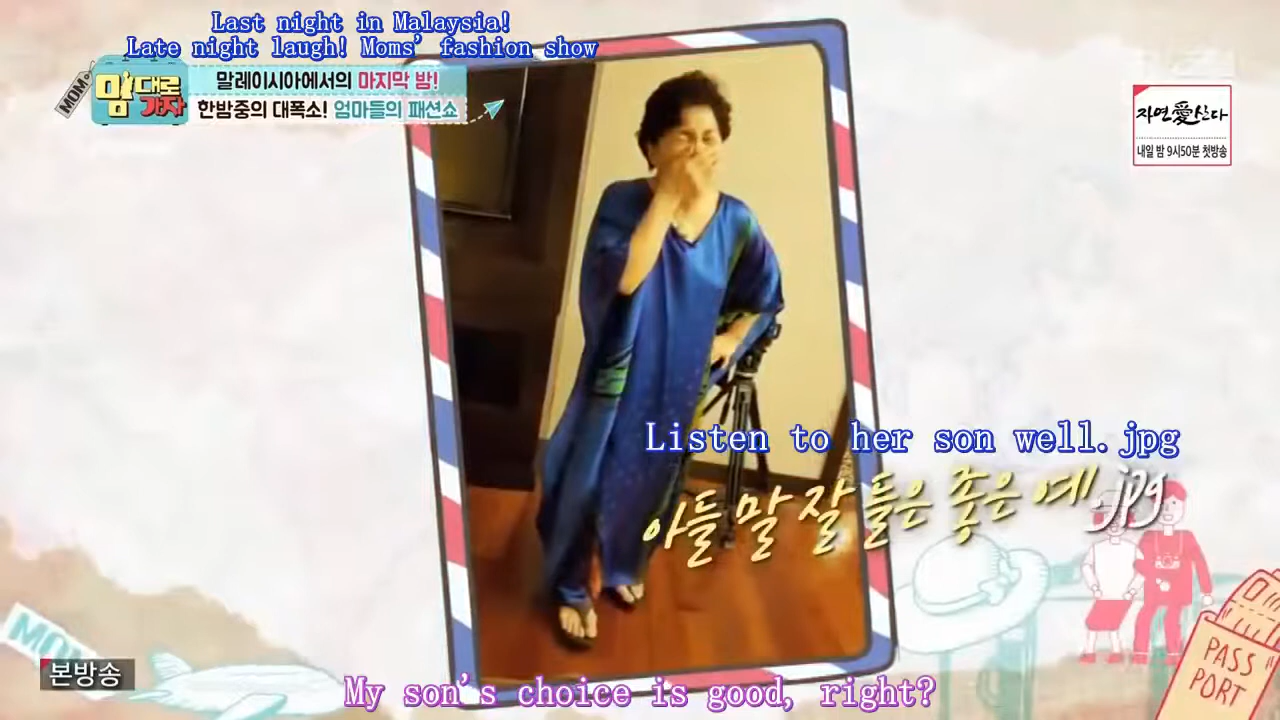 Last night in Malaysia!
Late night laugh! Moms' fashion show
MOM
맘대로
가자
말레이시아에서의 마지막 밤!
한밤중의 대폭소! 엄마들의 패션쇼
자연愛산다
내일 밤 9시50분 첫방송
Listen to her son well.jpg
아들 말 잘 들은 좋은 예.jpg
MOM
PASS
PORT
본방송
My son's choice is good, right?